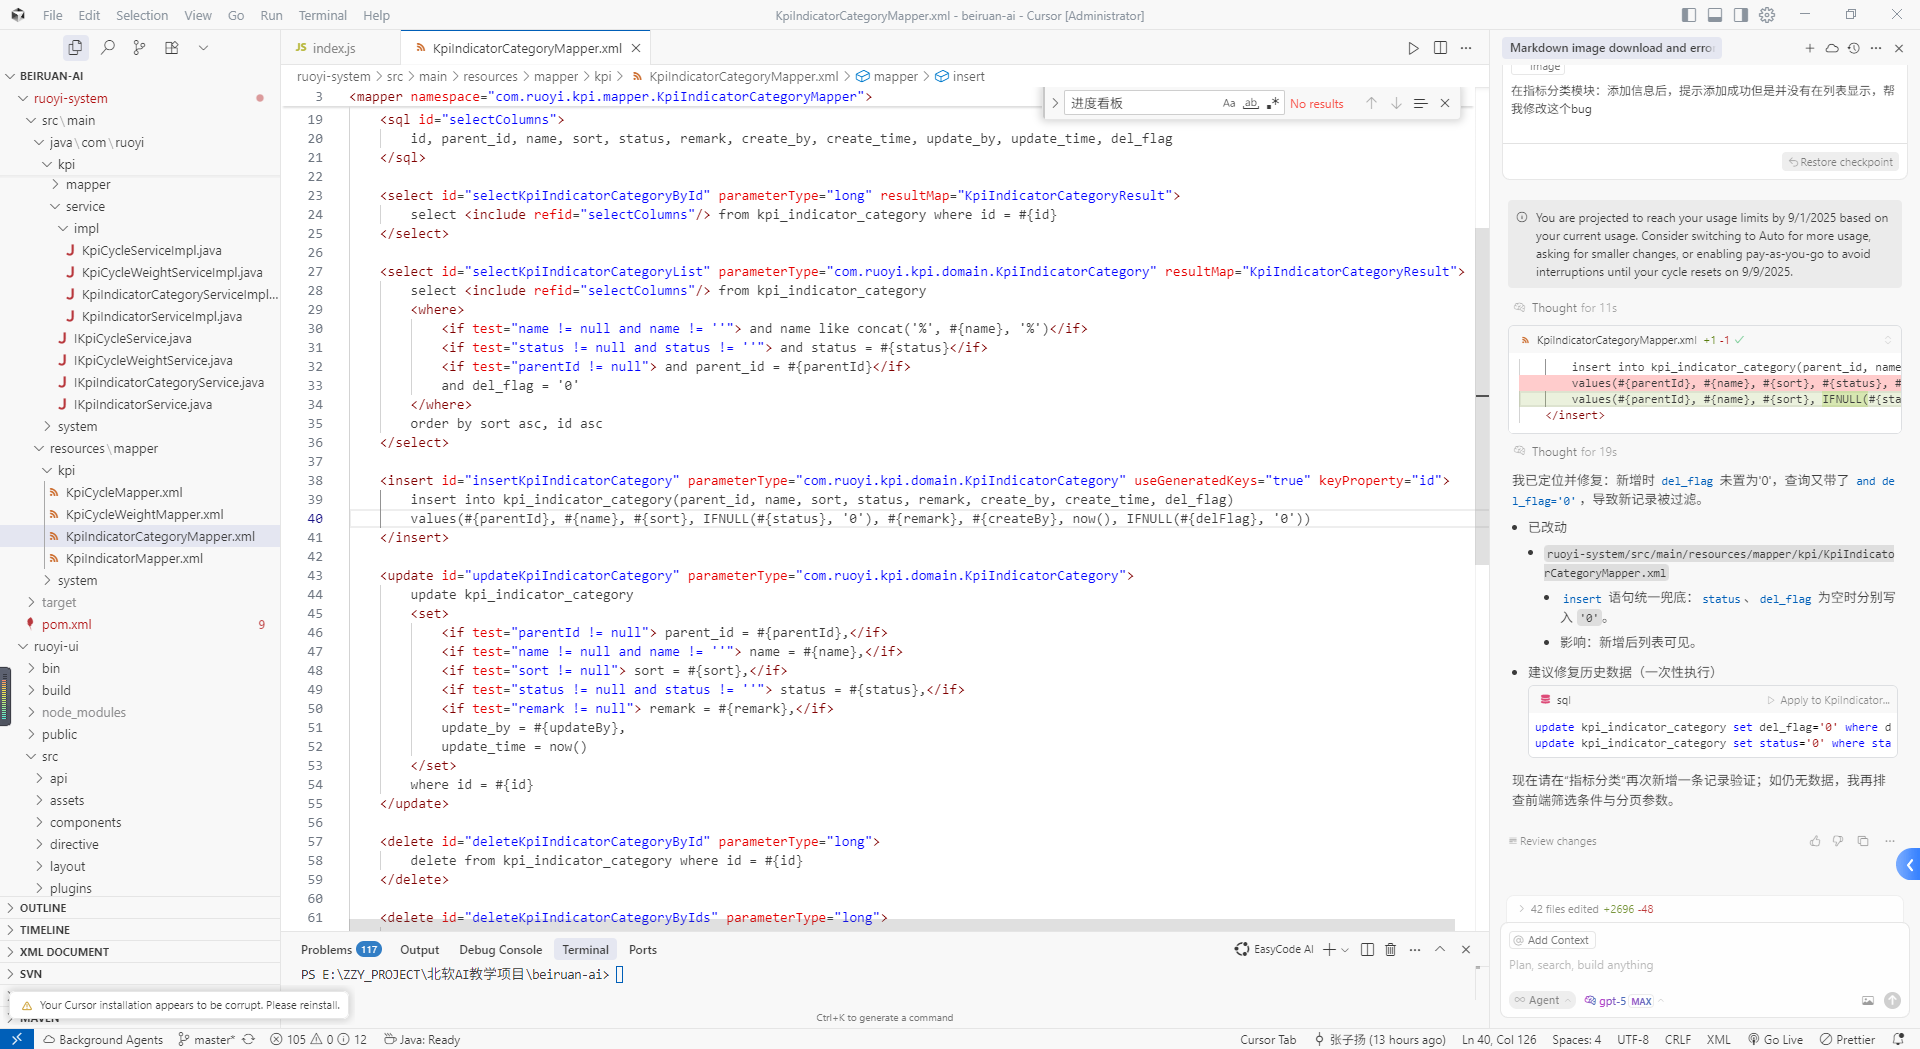 File Edit Selection View Go Run Terminal Help
KpiIndicatorCategoryMapper.xml - beiruan-ai - Cursor [Administrator]
JS index.js
KpiIndicatorCategoryMapper.xml
Markdown image download and erro
BEIRUAN-AI
ruoyi-system
src\main
java\com\ruoyi
kpi
mapper
service
impl
KpiCycleServiceImpl.java
KpiCycleWeightServiceImpl.java
KpiIndicatorCategoryServiceImpl...
KpiIndicatorServiceImpl.java
IKpiCycleService.java
IKpiCycleWeightService.java
IKpiIndicatorCategoryService.java
IKpiIndicatorService.java
system
resources\mapper
kpi
KpiCycleMapper.xml
KpiCycleWeightMapper.xml
KpiIndicatorCategoryMapper.xml
KpiIndicatorMapper.xml
system
target
pom.xml 9
ruoyi-ui
bin
build
node_modules
public
src
api
assets
components
directive
layout
plugins
OUTLINE
TIMELINE
XML DOCUMENT
SVN
MAVEN
Your Cursor installation appears to be corrupt. Please reinstall.
ruoyi-system > src > main > resources > mapper > kpi > KpiIndicatorCategoryMapper.xml > mapper > insert
进度看板 Aa ab .* No results
3 <mapper namespace="com.ruoyi.kpi.mapper.KpiIndicatorCategoryMapper">
19 <sql id="selectColumns">
20 id, parent_id, name, sort, status, remark, create_by, create_time, update_by, update_time, del_flag
21 </sql>
22
23 <select id="selectKpiIndicatorCategoryById" parameterType="long" resultMap="KpiIndicatorCategoryResult">
24 select <include refid="selectColumns"/> from kpi_indicator_category where id = #{id}
25 </select>
26
27 <select id="selectKpiIndicatorCategoryList" parameterType="com.ruoyi.kpi.domain.KpiIndicatorCategory" resultMap="KpiIndicatorCategoryResult">
28 select <include refid="selectColumns"/> from kpi_indicator_category
29 <where>
30 <if test="name != null and name != ''"> and name like concat('%', #{name}, '%')</if>
31 <if test="status != null and status != ''"> and status = #{status}</if>
32 <if test="parentId != null"> and parent_id = #{parentId}</if>
33 and del_flag = '0'
34 </where>
35 order by sort asc, id asc
36 </select>
37
38 <insert id="insertKpiIndicatorCategory" parameterType="com.ruoyi.kpi.domain.KpiIndicatorCategory" useGeneratedKeys="true" keyProperty="id">
39 insert into kpi_indicator_category(parent_id, name, sort, status, remark, create_by, create_time, del_flag)
40 values(#{parentId}, #{name}, #{sort}, IFNULL(#{status}, '0'), #{remark}, #{createBy}, now(), IFNULL(#{delFlag}, '0'))
41 </insert>
42
43 <update id="updateKpiIndicatorCategory" parameterType="com.ruoyi.kpi.domain.KpiIndicatorCategory">
44 update kpi_indicator_category
45 <set>
46 <if test="parentId != null"> parent_id = #{parentId},</if>
47 <if test="name != null and name != ''"> name = #{name},</if>
48 <if test="sort != null"> sort = #{sort},</if>
49 <if test="status != null and status != ''"> status = #{status},</if>
50 <if test="remark != null"> remark = #{remark},</if>
51 update_by = #{updateBy},
52 update_time = now()
53 </set>
54 where id = #{id}
55 </update>
56
57 <delete id="deleteKpiIndicatorCategoryById" parameterType="long">
58 delete from kpi_indicator_category where id = #{id}
59 </delete>
60
61 <delete id="deleteKpiIndicatorCategoryByIds" parameterType="long">
Problems 117 Output Debug Console Terminal Ports
EasyCode AI
PS E:\ZZY_PROJECT\北软AI教学项目\beiruan-ai>
Ctrl+K to generate a command
Image
在指标分类模块：添加信息后，提示添加成功但是并没有在列表显示，帮
我修改这个bug
Restore checkpoint
You are projected to reach your usage limits by 9/1/2025 based on
your current usage. Consider switching to Auto for more usage,
asking for smaller changes, or enabling pay-as-you-go to avoid
interruptions until your cycle resets on 9/9/2025.
Thought for 11s
KpiIndicatorCategoryMapper.xml +1 -1
insert into kpi_indicator_category(parent_id, name
values(#{parentId}, #{name}, #{sort}, #{status}, #
values(#{parentId}, #{name}, #{sort}, IFNULL(#{sta
</insert>
Thought for 19s
我已定位并修复：新增时 del_flag 未置为'0'，查询又带了 and de
l_flag='0'，导致新记录被过滤。
已改动
ruoyi-system/src/main/resources/mapper/kpi/KpiIndicato
rCategoryMapper.xml
insert 语句统一兜底：status、del_flag 为空时分别写
入 '0'。
影响：新增后列表可见。
建议修复历史数据（一次性执行）
sql Apply to KpiIndicator...
update kpi_indicator_category set del_flag='0' where d
update kpi_indicator_category set status='0' where sta
现在请在“指标分类”再次新增一条记录验证；如仍无数据，我再排
查前端筛选条件与分页参数。
Review changes
42 files edited +2696 -48
@ Add Context
Plan, search, build anything
Agent gpt-5 MAX
Background Agents master* 105 0 12 Java: Ready
Cursor Tab 张子扬 (13 hours ago) Ln 40, Col 126 Spaces: 4 UTF-8 CRLF XML Go Live Prettier